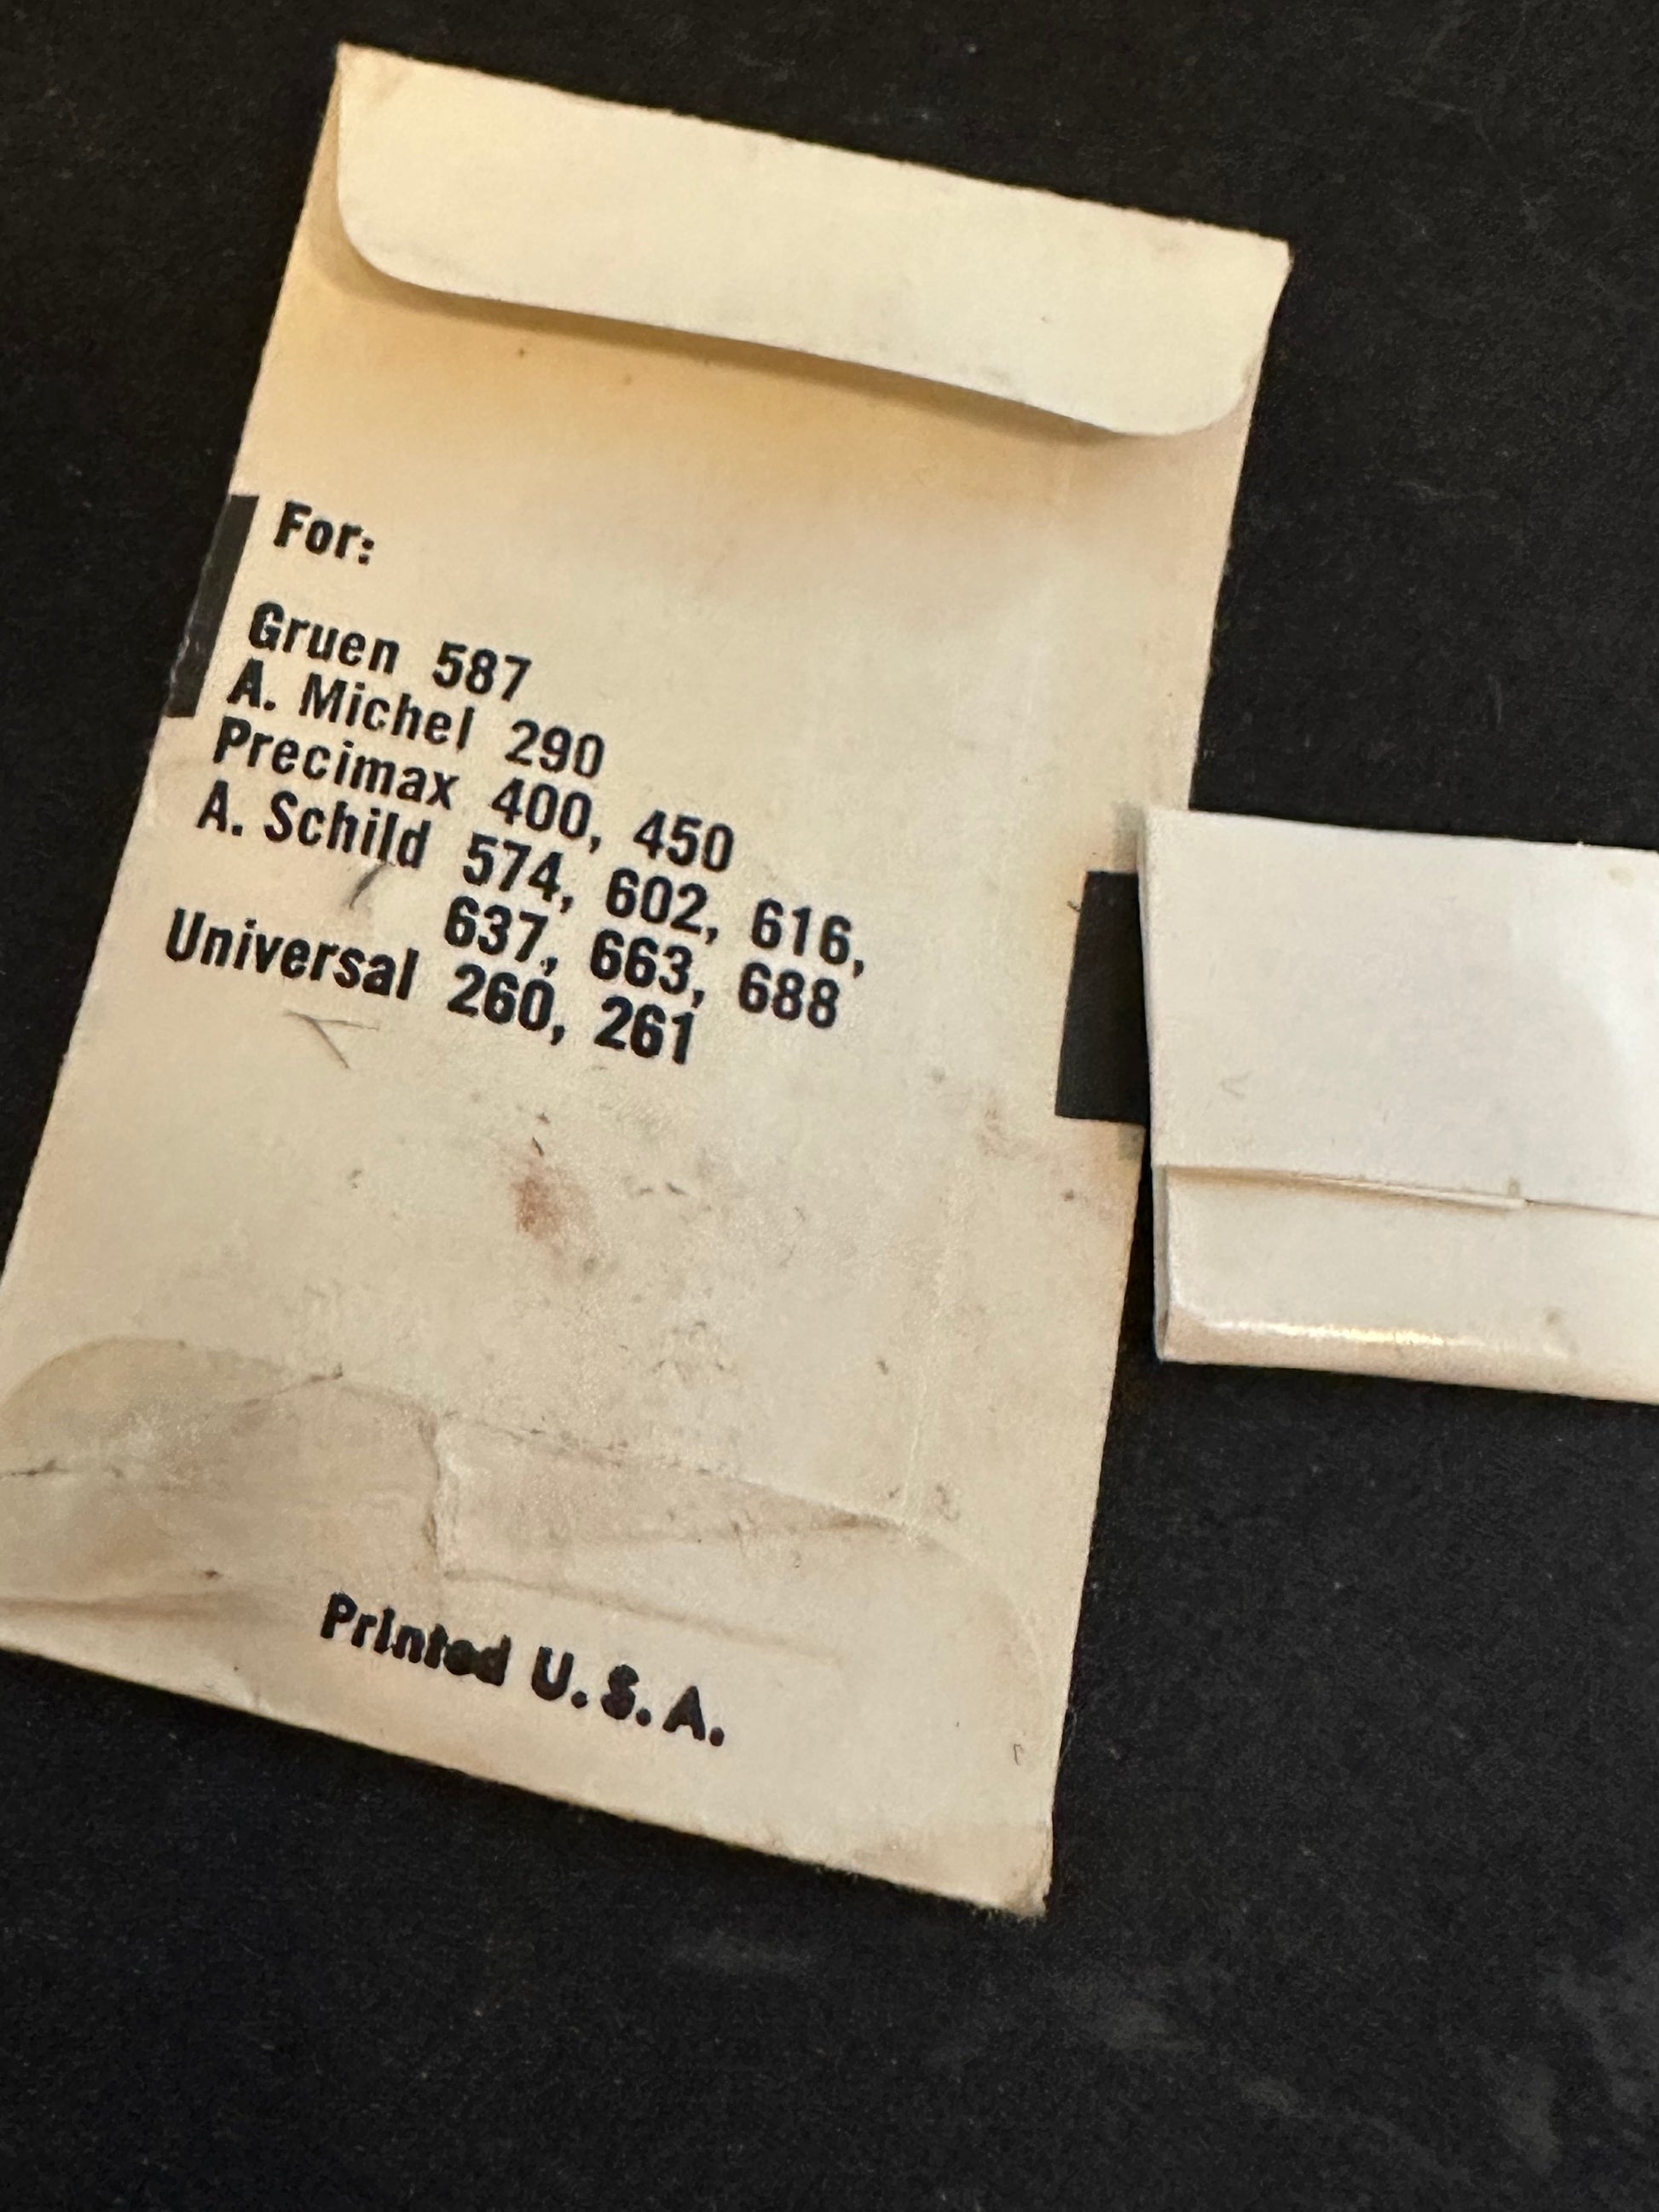 For:
Gruen 587
A. Michel 290
Precimax 400, 450
A. Schild 574, 602, 616,
637, 663, 688
Universal 260, 261
Printed U.S.A.